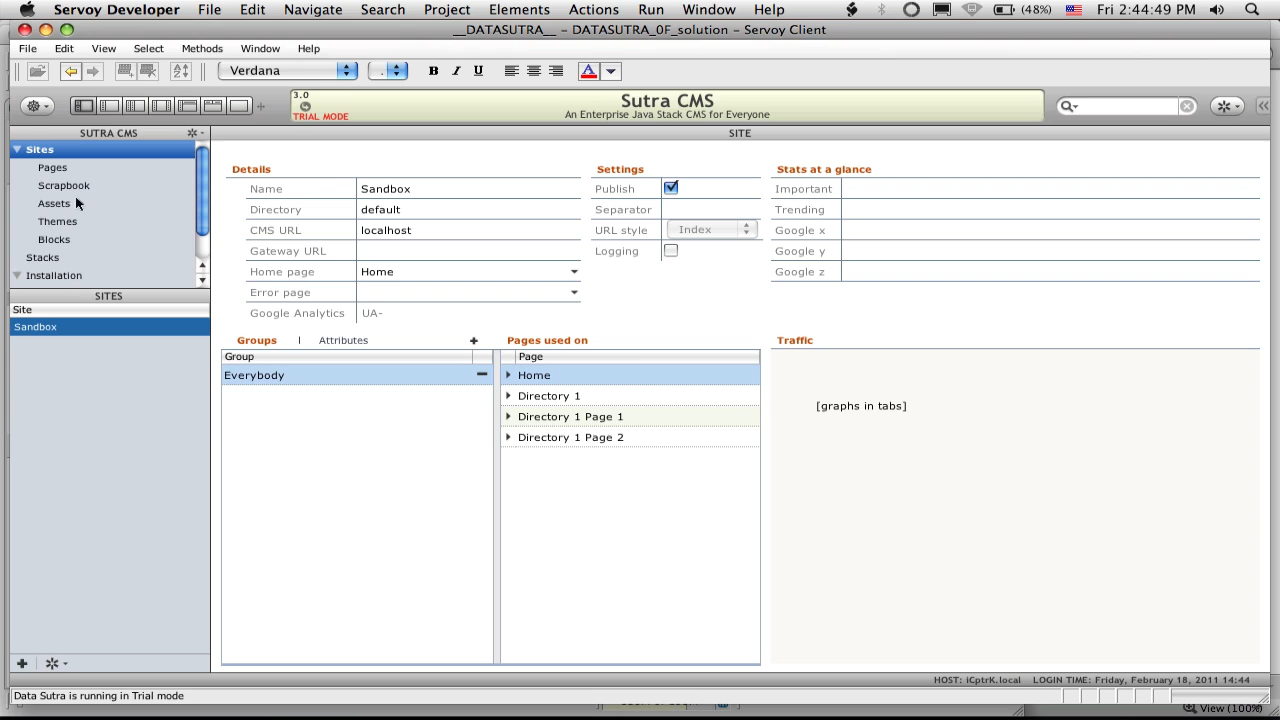 Servoy Developer File Edit Navigate Search Project Elements Actions Run Window Help (48%) Fri 2:44:49 PM
__DATASUTRA__ – DATASUTRA_0F_solution – Servoy Client
File Edit View Select Methods Window Help
Verdana . B I U A
3.0
TRIAL MODE
Sutra CMS
An Enterprise Java Stack CMS for Everyone
SUTRA CMS
Sites
Pages
Scrapbook
Assets
Themes
Blocks
Stacks
Installation
SITES
Site
Sandbox
SITE
Details
Name Sandbox
Directory default
CMS URL localhost
Gateway URL
Home page Home
Error page
Google Analytics UA-
Settings
Publish
Separator
URL style Index
Logging
Stats at a glance
Important
Trending
Google x
Google y
Google z
Groups | Attributes +
Group
Everybody
Pages used on
Page
Home
Directory 1
Directory 1 Page 1
Directory 1 Page 2
Traffic
[graphs in tabs]
HOST: iCptrK.local LOGIN TIME: Friday, February 18, 2011 14:44
Data Sutra is running in Trial mode
View (100%)